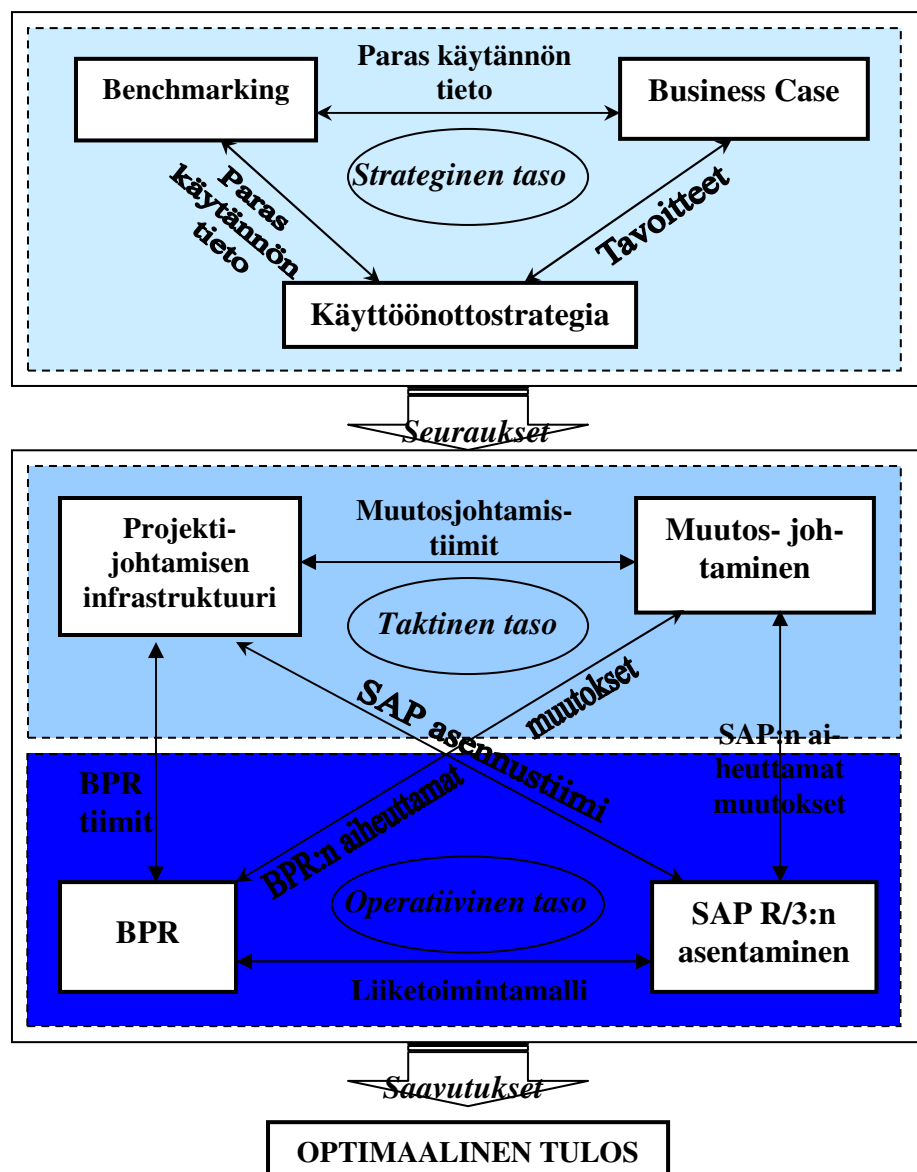 Paras käytännön
tieto
Benchmarking
Business Case
Strateginen taso
Paras
käytännön
tieto
Tavoitteet
Käyttöönottostrategia
Seuraukset
Projekti-
johtamisen
infrastruktuuri
Muutosjohtamis-
tiimit
Muutos- joh-
taminen
Taktinen taso
SAP asennustiimi
BPR:n aiheuttamat
muutokset
SAP:n ai-
heuttamat
muutokset
BPR
tiimit
Operatiivinen taso
BPR
SAP R/3:n
asentaminen
Liiketoimintamalli
Saavutukset
OPTIMAALINEN TULOS